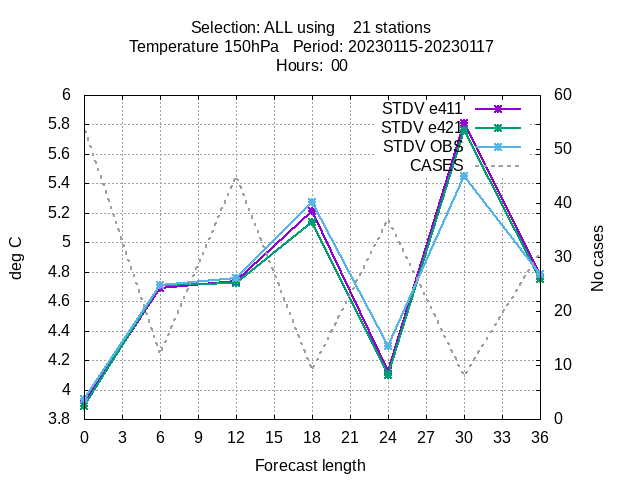 Selection: ALL using    21 stations
Temperature 150hPa   Period: 20230115-20230117
Hours:  00
6
5.8
5.6
5.4
5.2
5
4.8
4.6
4.4
4.2
4
3.8
deg C
STDV e411
STDV e421
STDV OBS
CASES
60
50
40
30
20
10
0
No cases
0 3 6 9 12 15 18 21 24 27 30 33 36
Forecast length